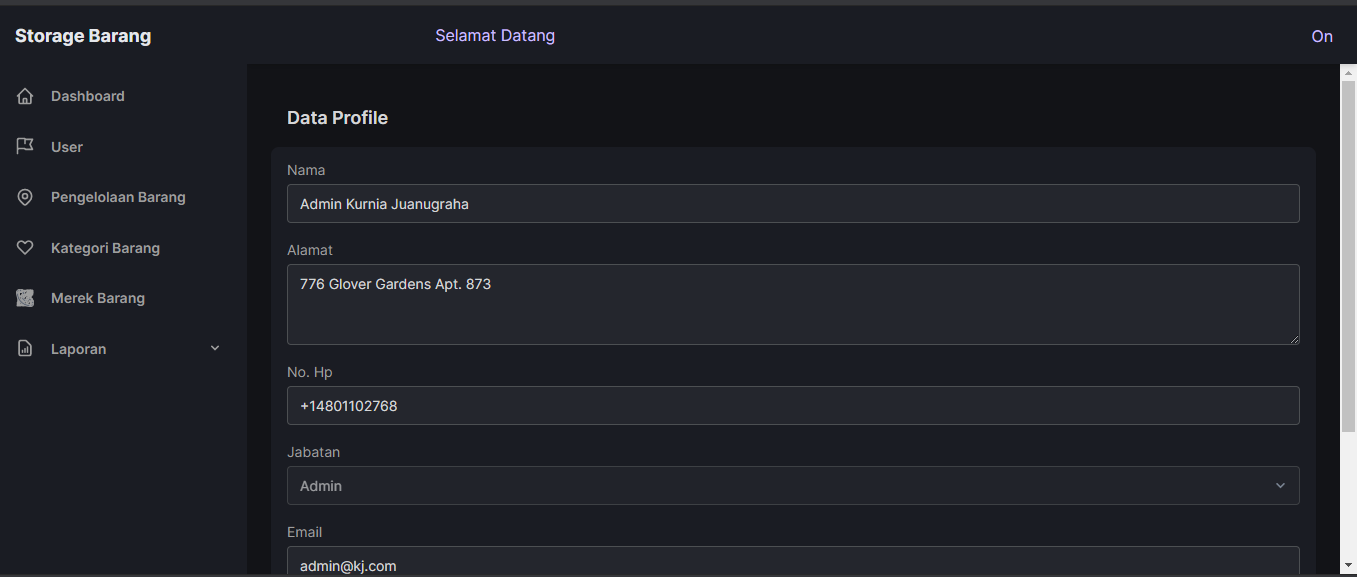 Storage Barang
Selamat Datang
On
Dashboard
User
Pengelolaan Barang
Kategori Barang
Merek Barang
Laporan
Data Profile
Nama
Admin Kurnia Juanugraha
Alamat
776 Glover Gardens Apt. 873
No. Hp
+14801102768
Jabatan
Admin
Email
admin@kj.com